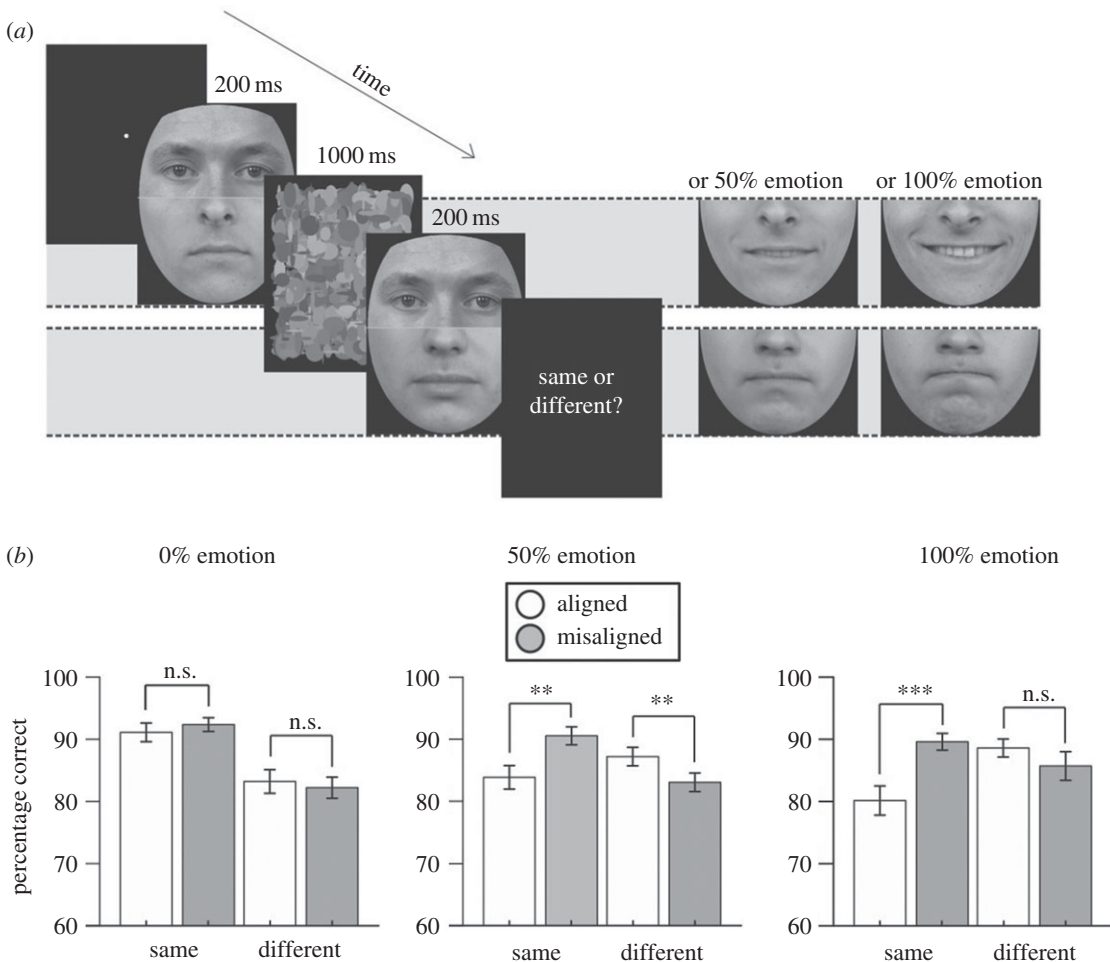 (a)
time
200 ms
1000 ms
200 ms
or 50% emotion
or 100% emotion
same or
different?
(b)
0% emotion
50% emotion
100% emotion
aligned
misaligned
percentage correct
100
90
80
70
60
n.s.
n.s.
same
different
100
90
80
70
60
**
**
same
different
100
90
80
70
60
***
n.s.
same
different